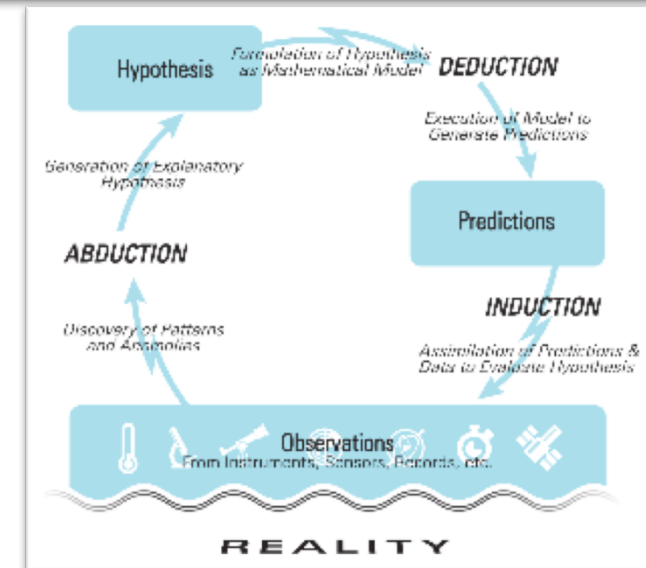 Hypothesis
Formulation of Hypothesis
as Mathematical Model
DEDUCTION
Execution of Model to
Generate Predictions
Predictions
INDUCTION
Assimilation of Predictions &
Data to Evaluate Hypothesis
Generation of Explanatory
Hypothesis
ABDUCTION
Discovery of Patterns
and Anomolies
Observations
From Instruments, Sensors, Records, etc.
REALITY